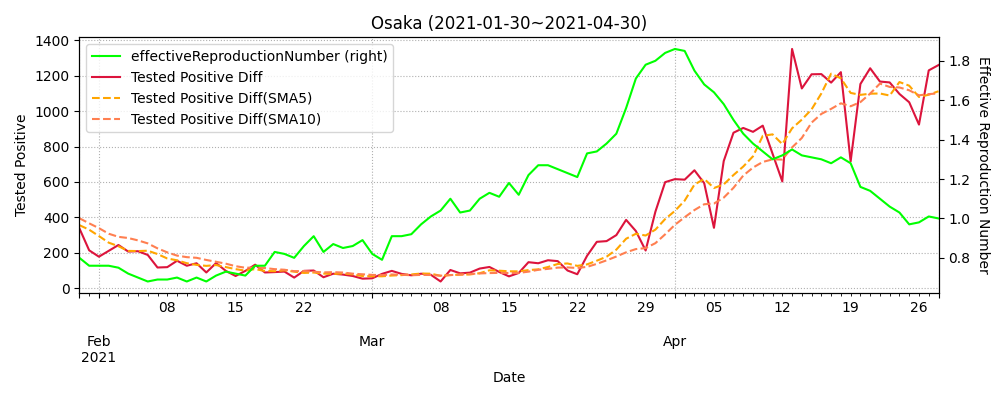 Osaka (2021-01-30~2021-04-30)
effectiveReproductionNumber (right)
Tested Positive Diff
Tested Positive Diff(SMA5)
Tested Positive Diff(SMA10)
Tested Positive
1400
1200
1000
800
600
400
200
0
Effective Reproduction Number
1.8
1.6
1.4
1.2
1.0
0.8
08 15 22 08 15 22 29 05 12 19 26
Feb Mar Apr
2021
Date